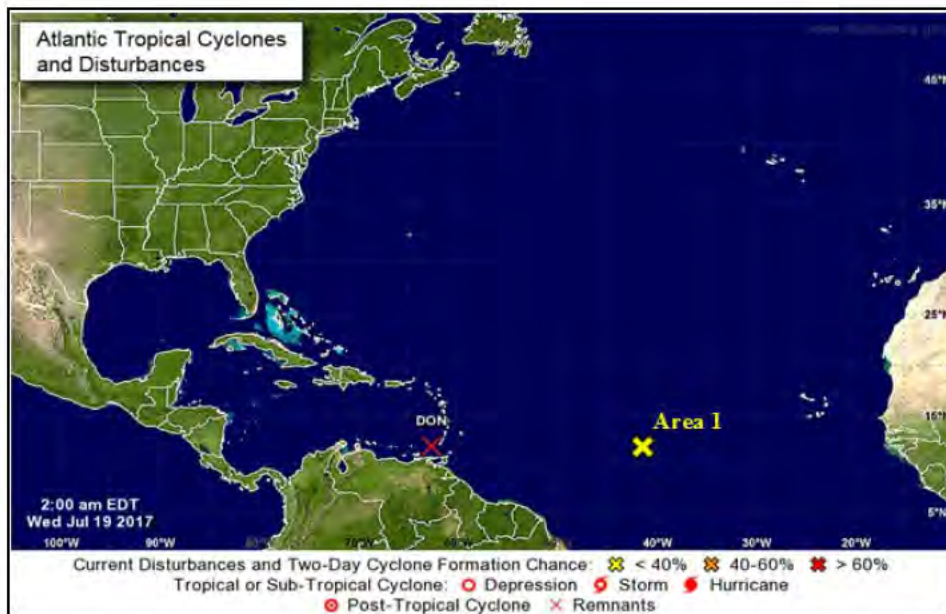 Atlantic Tropical Cyclones
and Disturbances
45°N
35°N
25°N
Area 1
DON
15°N
2:00 am EDT
Wed Jul 19 2017
5°N
100°W 90°W 80°W 70°W 60°W 40°W 20°W
Current Disturbances and Two-Day Cyclone Formation Chance: < 40% 40-60% > 60%
Tropical or Sub-Tropical Cyclone: Depression Storm Hurricane
Post-Tropical Cyclone Remnants